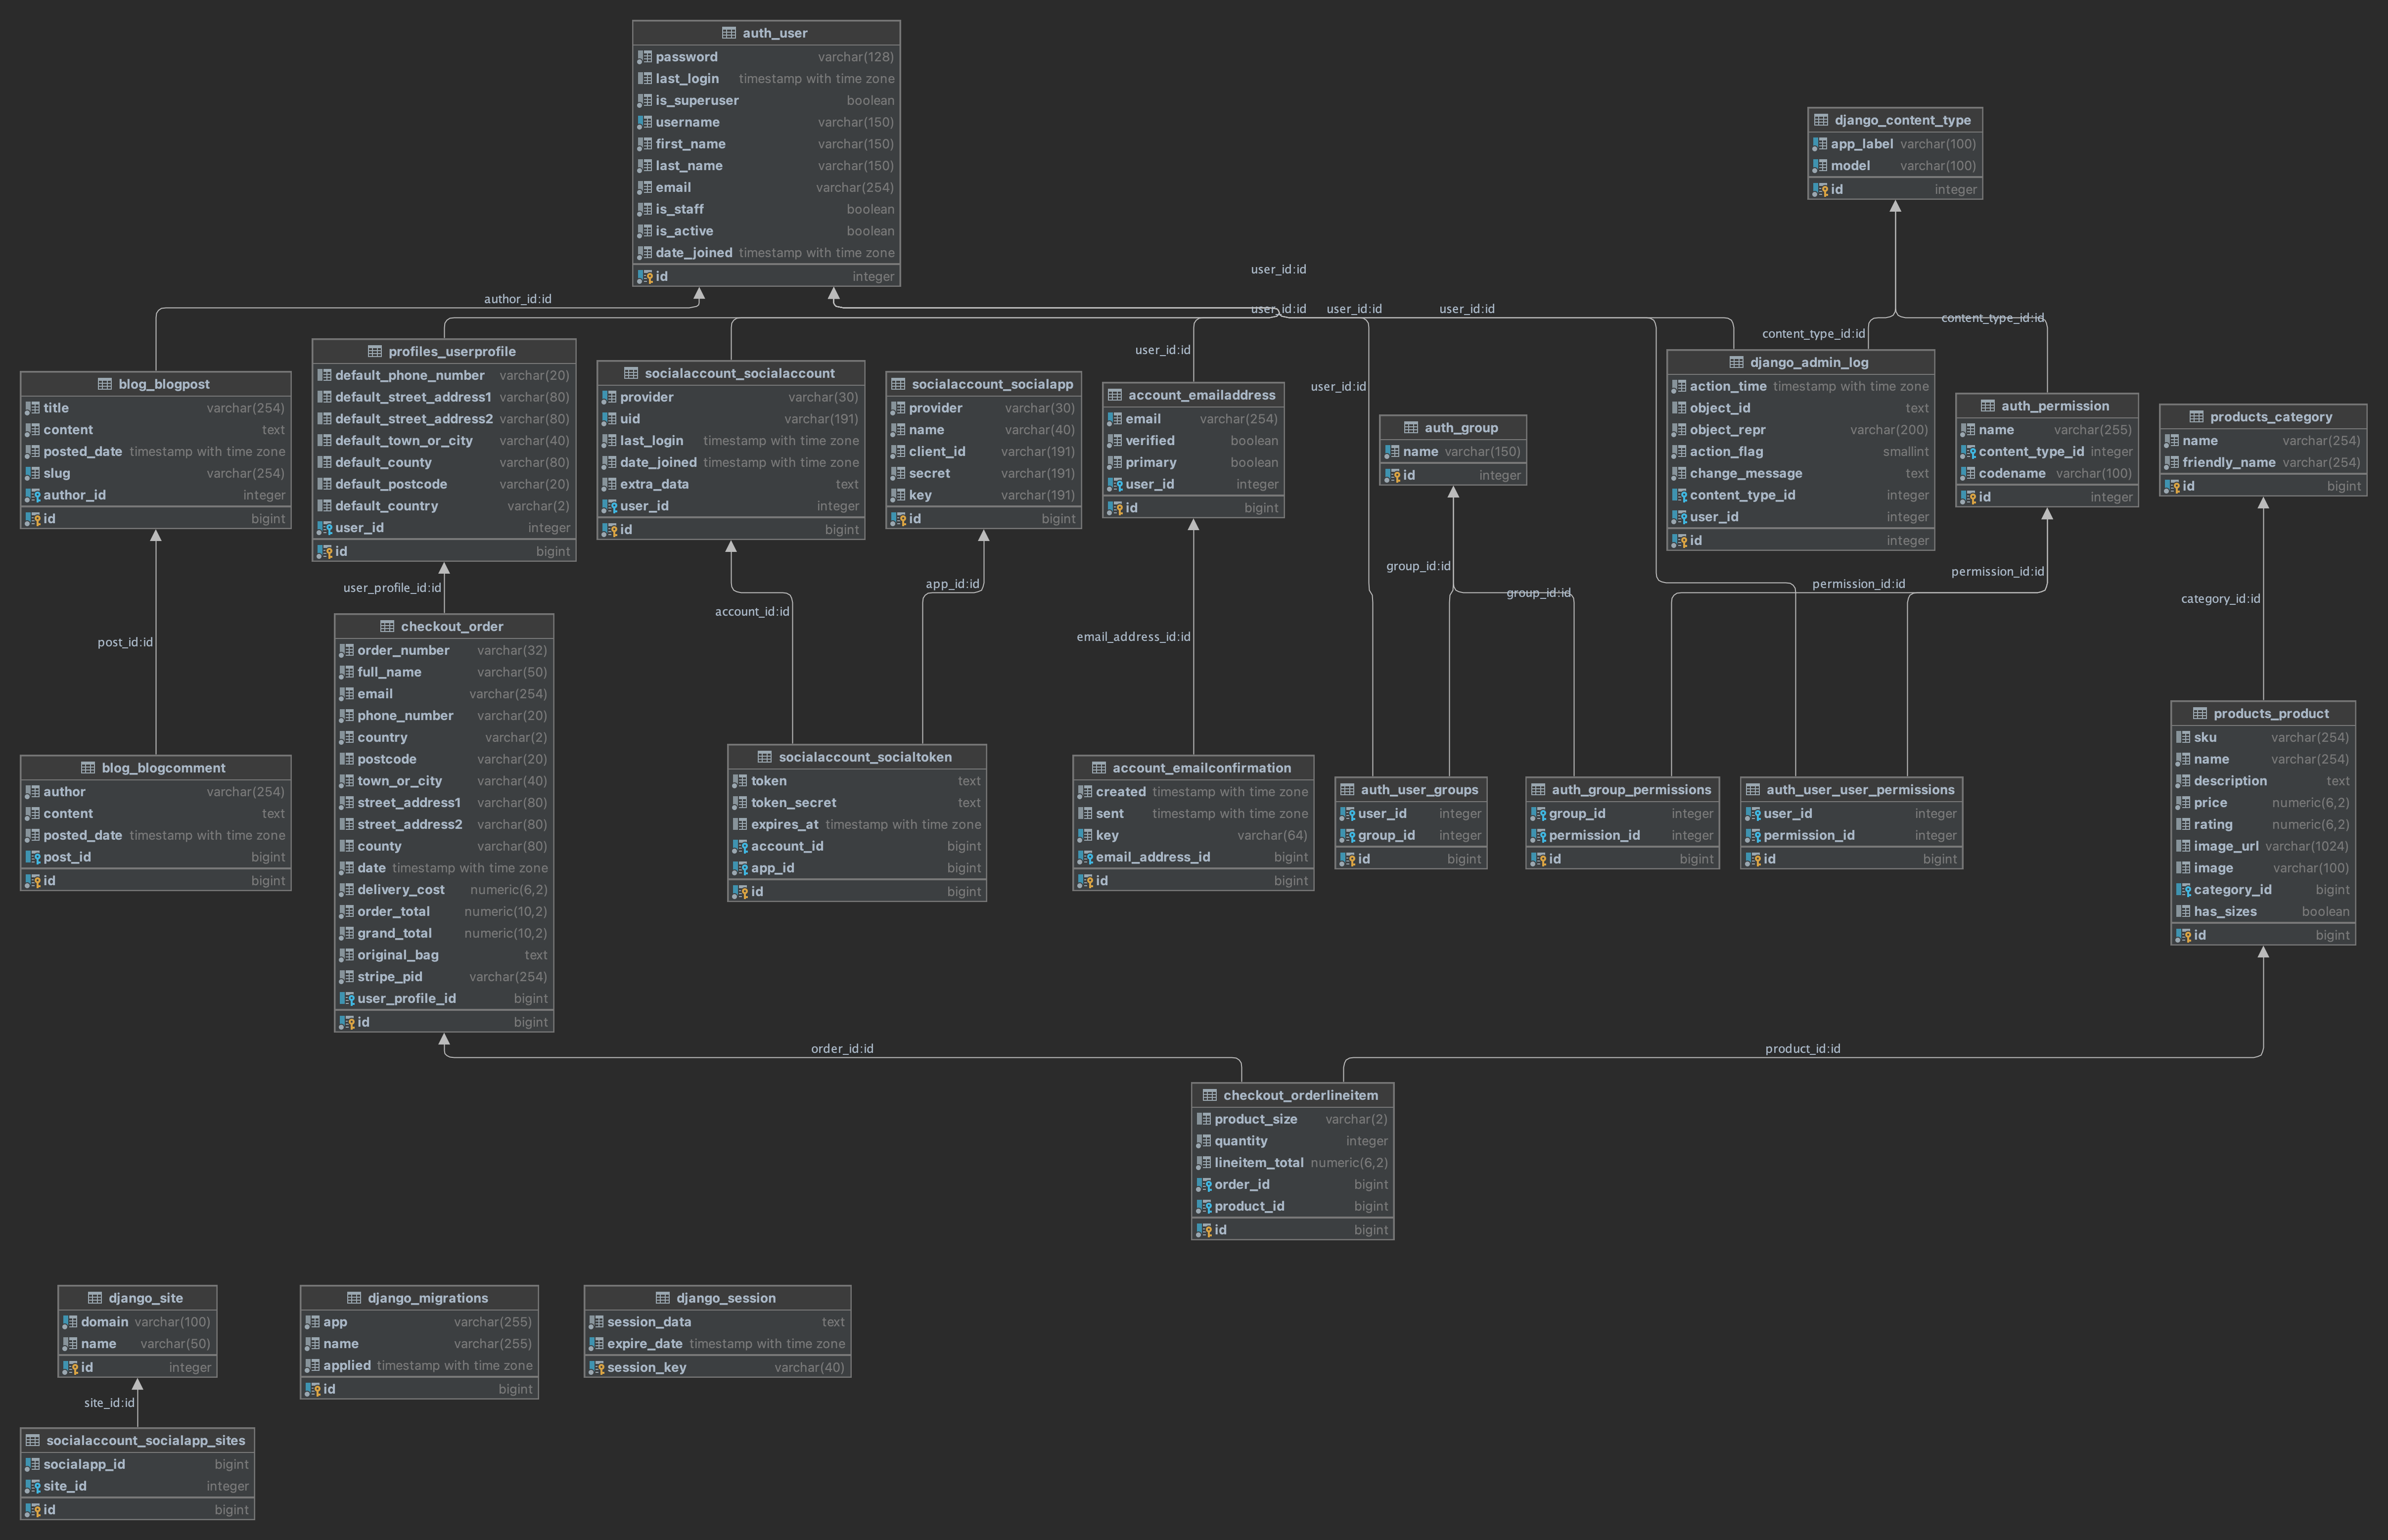 auth_user
password varchar(128)
last_login timestamp with time zone
is_superuser boolean
username varchar(150)
first_name varchar(150)
last_name varchar(150)
email varchar(254)
is_staff boolean
is_active boolean
date_joined timestamp with time zone
id integer
django_content_type
app_label varchar(100)
model varchar(100)
id integer
user_id:id
author_id:id
user_id:id
user_id:id
user_id:id
content_type_id:id
content_type_id:id
user_id:id
user_id:id
blog_blogpost
title varchar(254)
content text
posted_date timestamp with time zone
slug varchar(254)
author_id integer
id bigint
profiles_userprofile
default_phone_number varchar(20)
default_street_address1 varchar(80)
default_street_address2 varchar(80)
default_town_or_city varchar(40)
default_county varchar(80)
default_postcode varchar(20)
default_country varchar(2)
user_id integer
id bigint
socialaccount_socialaccount
provider varchar(30)
uid varchar(191)
last_login timestamp with time zone
date_joined timestamp with time zone
extra_data text
user_id integer
id bigint
socialaccount_socialapp
provider varchar(30)
name varchar(40)
client_id varchar(191)
secret varchar(191)
key varchar(191)
id bigint
account_emailaddress
email varchar(254)
verified boolean
primary boolean
user_id integer
id bigint
auth_group
name varchar(150)
id integer
django_admin_log
action_time timestamp with time zone
object_id text
object_repr varchar(200)
action_flag smallint
change_message text
content_type_id integer
user_id integer
id integer
auth_permission
name varchar(255)
content_type_id integer
codename varchar(100)
id integer
products_category
name varchar(254)
friendly_name varchar(254)
id bigint
user_profile_id:id
account_id:id
app_id:id
email_address_id:id
group_id:id
group_id:id
permission_id:id
permission_id:id
category_id:id
post_id:id
checkout_order
order_number varchar(32)
full_name varchar(50)
email varchar(254)
phone_number varchar(20)
country varchar(2)
postcode varchar(20)
town_or_city varchar(40)
street_address1 varchar(80)
street_address2 varchar(80)
county varchar(80)
date timestamp with time zone
delivery_cost numeric(6,2)
order_total numeric(10,2)
grand_total numeric(10,2)
original_bag text
stripe_pid varchar(254)
user_profile_id bigint
id bigint
blog_blogcomment
author varchar(254)
content text
posted_date timestamp with time zone
post_id bigint
id bigint
socialaccount_socialtoken
token text
token_secret text
expires_at timestamp with time zone
account_id bigint
app_id bigint
id bigint
account_emailconfirmation
created timestamp with time zone
sent timestamp with time zone
key varchar(64)
email_address_id bigint
id bigint
auth_user_groups
user_id integer
group_id integer
id bigint
auth_group_permissions
group_id integer
permission_id integer
id bigint
auth_user_user_permissions
user_id integer
permission_id integer
id bigint
products_product
sku varchar(254)
name varchar(254)
description text
price numeric(6,2)
rating numeric(6,2)
image_url varchar(1024)
image varchar(100)
category_id bigint
has_sizes boolean
id bigint
order_id:id
product_id:id
checkout_orderlineitem
product_size varchar(2)
quantity integer
lineitem_total numeric(6,2)
order_id bigint
product_id bigint
id bigint
django_site
domain varchar(100)
name varchar(50)
id integer
django_migrations
app varchar(255)
name varchar(255)
applied timestamp with time zone
id bigint
django_session
session_data text
expire_date timestamp with time zone
session_key varchar(40)
site_id:id
socialaccount_socialapp_sites
socialapp_id bigint
site_id integer
id bigint